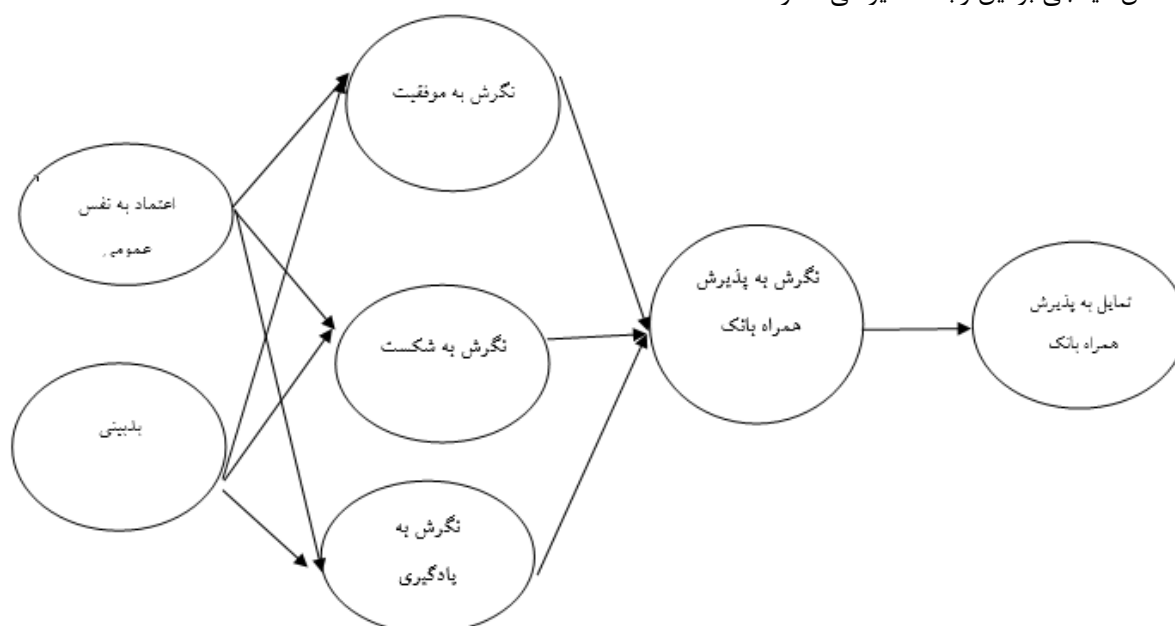 نگرش به موفقیت
اعتماد به نفس
عمومی
نگرش به پذیرش
همراه بانک
تمایل به پذیرش
همراه بانک
نگرش به شکست
بدبینی
نگرش به
یادگیری